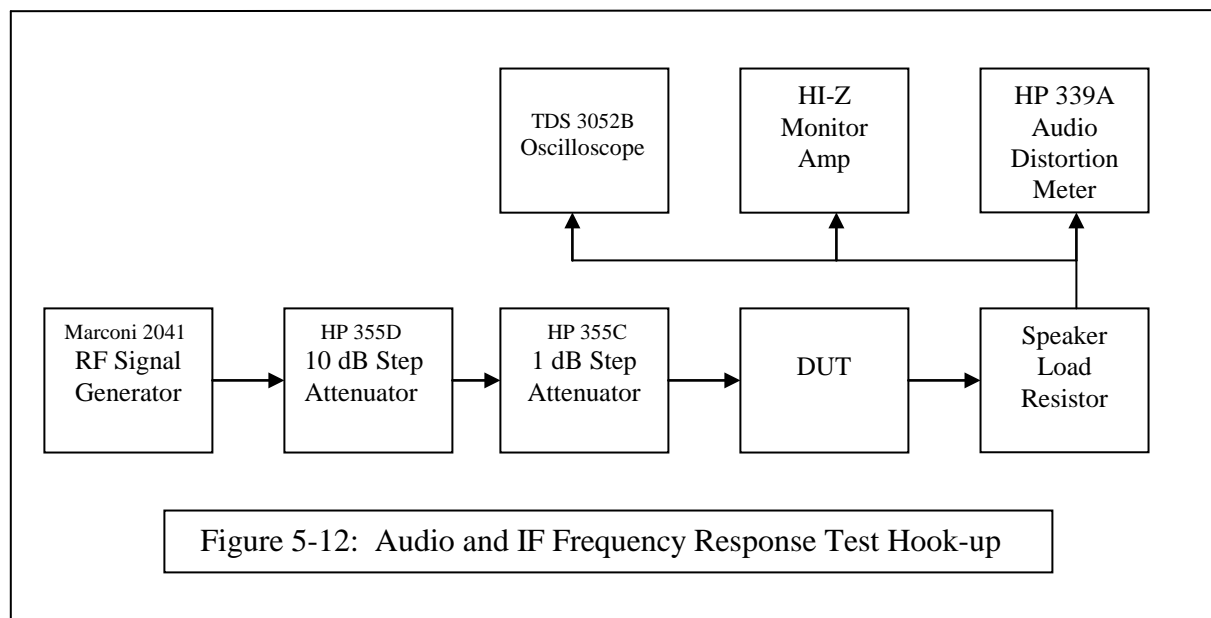 TDS 3052B
Oscilloscope
HI-Z
Monitor
Amp
HP 339A
Audio
Distortion
Meter
Marconi 2041
RF Signal
Generator
HP 355D
10 dB Step
Attenuator
HP 355C
1 dB Step
Attenuator
DUT
Speaker
Load
Resistor
Figure 5-12:  Audio and IF Frequency Response Test Hook-up